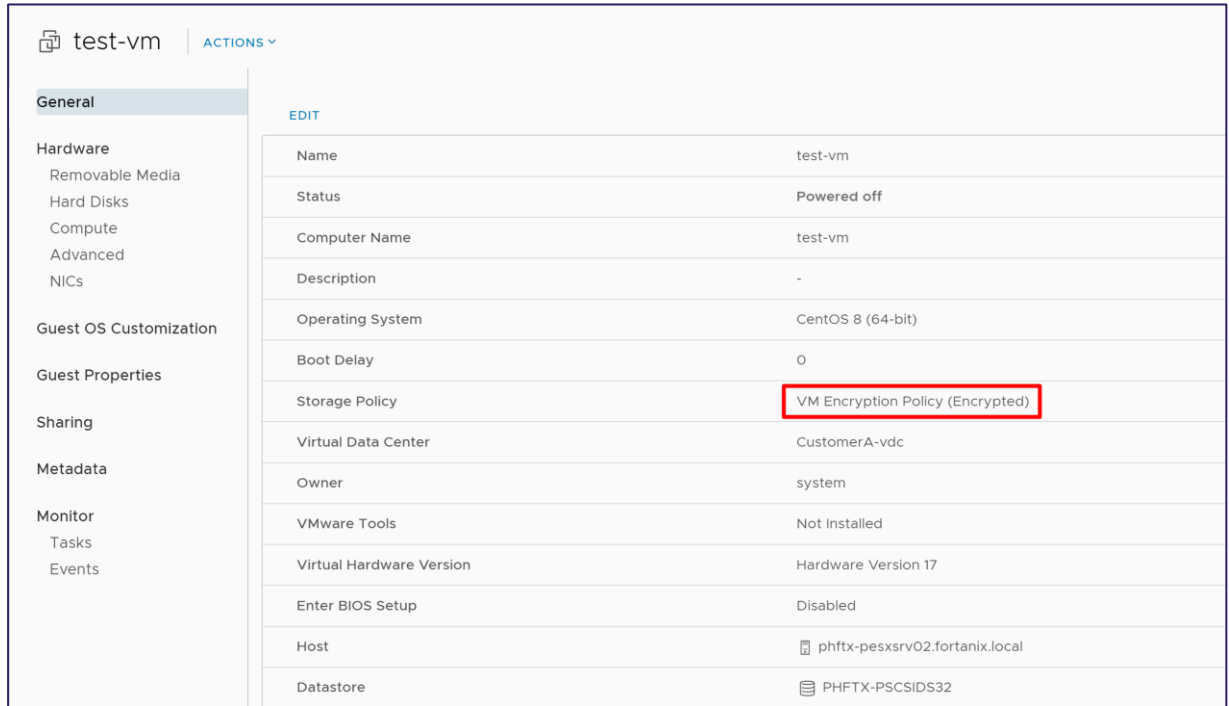 test-vm ACTIONS
General
Hardware
Removable Media
Hard Disks
Compute
Advanced
NICs
Guest OS Customization
Guest Properties
Sharing
Metadata
Monitor
Tasks
Events
EDIT
Name test-vm
Status Powered off
Computer Name test-vm
Description -
Operating System CentOS 8 (64-bit)
Boot Delay 0
Storage Policy VM Encryption Policy (Encrypted)
Virtual Data Center CustomerA-vdc
Owner system
VMware Tools Not Installed
Virtual Hardware Version Hardware Version 17
Enter BIOS Setup Disabled
Host phftx-pesxsrv02.fortanix.local
Datastore PHFTX-PSCSIDS32